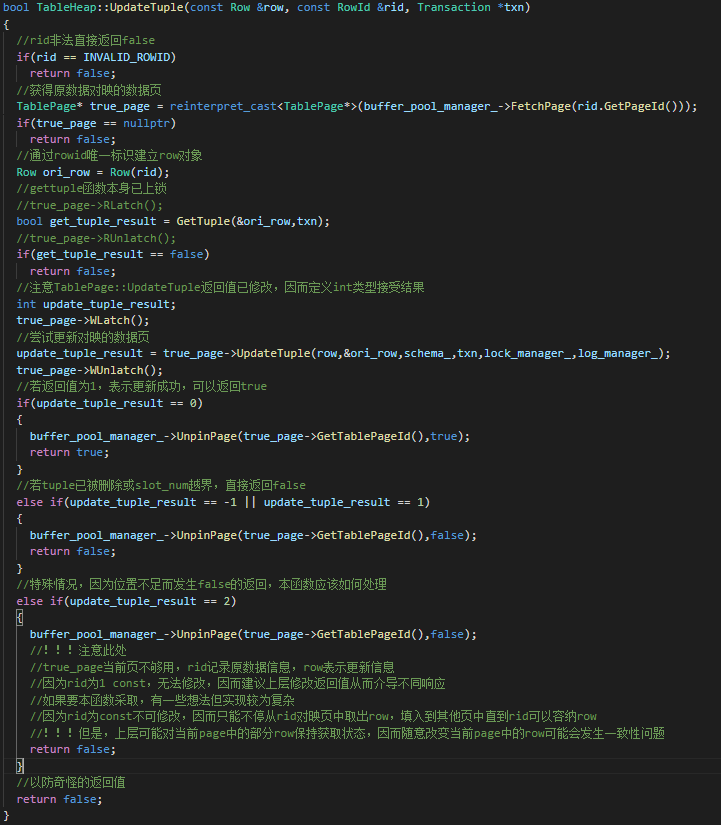 bool TableHeap::UpdateTuple(const Row &row, const RowId &rid, Transaction *txn)
{
//rid非法直接返回false
if(rid == INVALID_ROWID)
return false;
//获得原数据对映的数据页
TablePage* true_page = reinterpret_cast<TablePage*>(buffer_pool_manager_->FetchPage(rid.GetPageId()));
if(true_page == nullptr)
return false;
//通过rowid唯一标识建立row对象
Row ori_row = Row(rid);
//gettuple函数本身已上锁
//true_page->RLatch();
bool get_tuple_result = GetTuple(&ori_row,txn);
//true_page->RUnlatch();
if(get_tuple_result == false)
return false;
//注意TablePage::UpdateTuple返回值已修改，因而定义int类型接受结果
int update_tuple_result;
true_page->WLatch();
//尝试更新对映的数据页
update_tuple_result = true_page->UpdateTuple(row,&ori_row,schema_,txn,lock_manager_,log_manager_);
true_page->WUnlatch();
//若返回值为1，表示更新成功，可以返回true
if(update_tuple_result == 0)
{
buffer_pool_manager_->UnpinPage(true_page->GetTablePageId(),true);
return true;
}
//若tuple已被删除或slot_num越界，直接返回false
else if(update_tuple_result == -1 || update_tuple_result == 1)
{
buffer_pool_manager_->UnpinPage(true_page->GetTablePageId(),false);
return false;
}
//特殊情况，因为位置不足而发生false的返回，本函数应该如何处理
else if(update_tuple_result == 2)
{
buffer_pool_manager_->UnpinPage(true_page->GetTablePageId(),false);
//！！！注意此处
//true_page当前页不够用，rid记录原数据信息，row表示更新信息
//因为rid为1 const，无法修改，因而建议上层修改返回值从而介导不同响应
//如果要本函数采取，有一些想法但实现较为复杂
//因为rid为const不可修改，因而只能不停从rid对映页中取出row，填入到其他页中直到rid可以容纳row
//！！！但是，上层可能对当前page中的部分row保持获取状态，因而随意改变当前page中的row可能会发生一致性问题
return false;
}
//以防奇怪的返回值
return false;
}